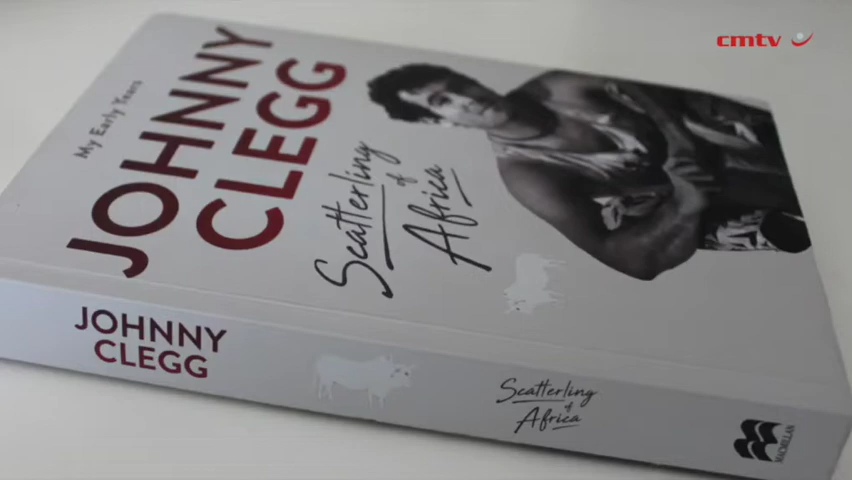 cmtv
My Early Years
JOHNNY
CLEGG
Scatterling
of
Africa
JOHNNY
CLEGG
Scatterling
of
Africa
MACMILLAN